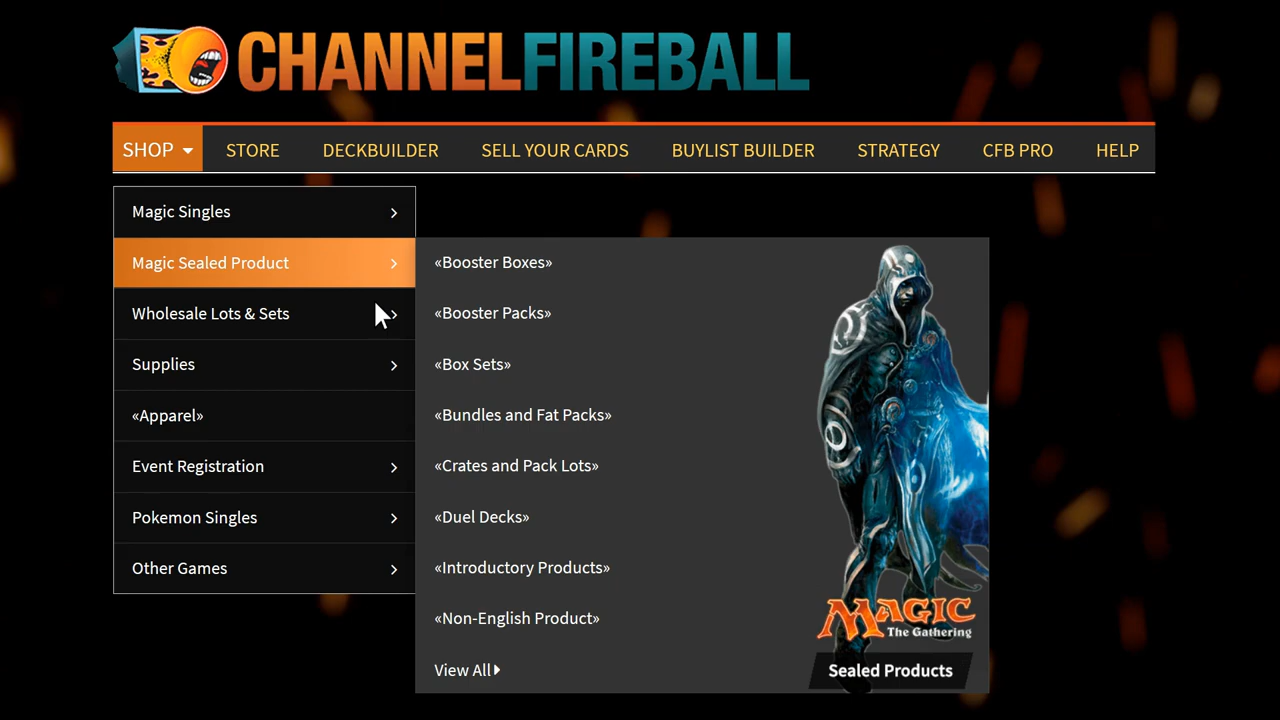 CHANNELFIREBALL
SHOP STORE DECKBUILDER SELL YOUR CARDS BUYLIST BUILDER STRATEGY CFB PRO HELP
Magic Singles
Magic Sealed Product
Wholesale Lots & Sets
Supplies
«Apparel»
Event Registration
Pokemon Singles
Other Games
«Booster Boxes»
«Booster Packs»
«Box Sets»
«Bundles and Fat Packs»
«Crates and Pack Lots»
«Duel Decks»
«Introductory Products»
«Non-English Product»
View All
MAGIC
The Gathering
Sealed Products